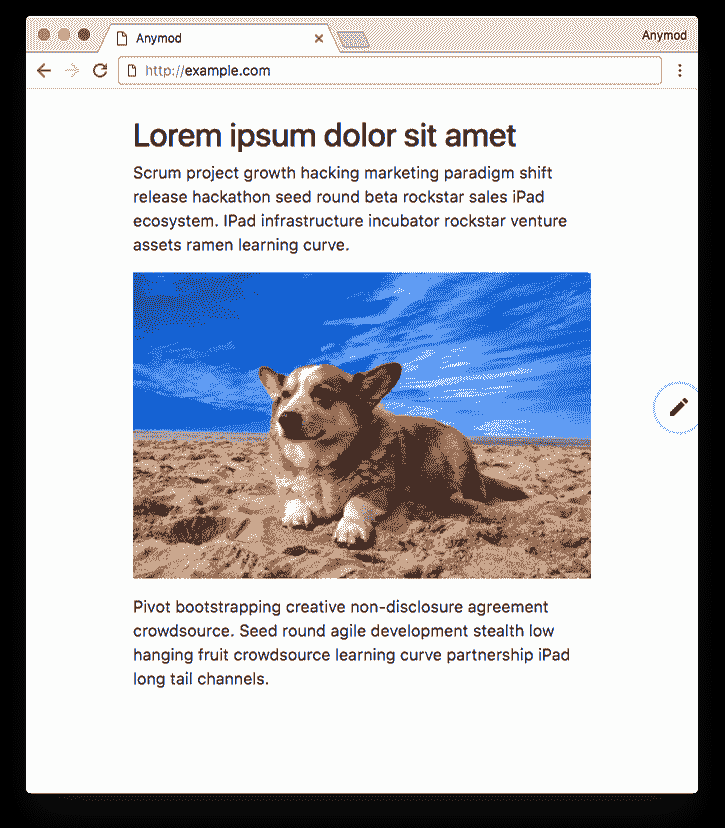 Anymod
Anymod
http://example.com
Lorem ipsum dolor sit amet
Scrum project growth hacking marketing paradigm shift
release hackathon seed round beta rockstar sales iPad
ecosystem. IPad infrastructure incubator rockstar venture
assets ramen learning curve.
Pivot bootstrapping creative non-disclosure agreement
crowdsource. Seed round agile development stealth low
hanging fruit crowdsource learning curve partnership iPad
long tail channels.